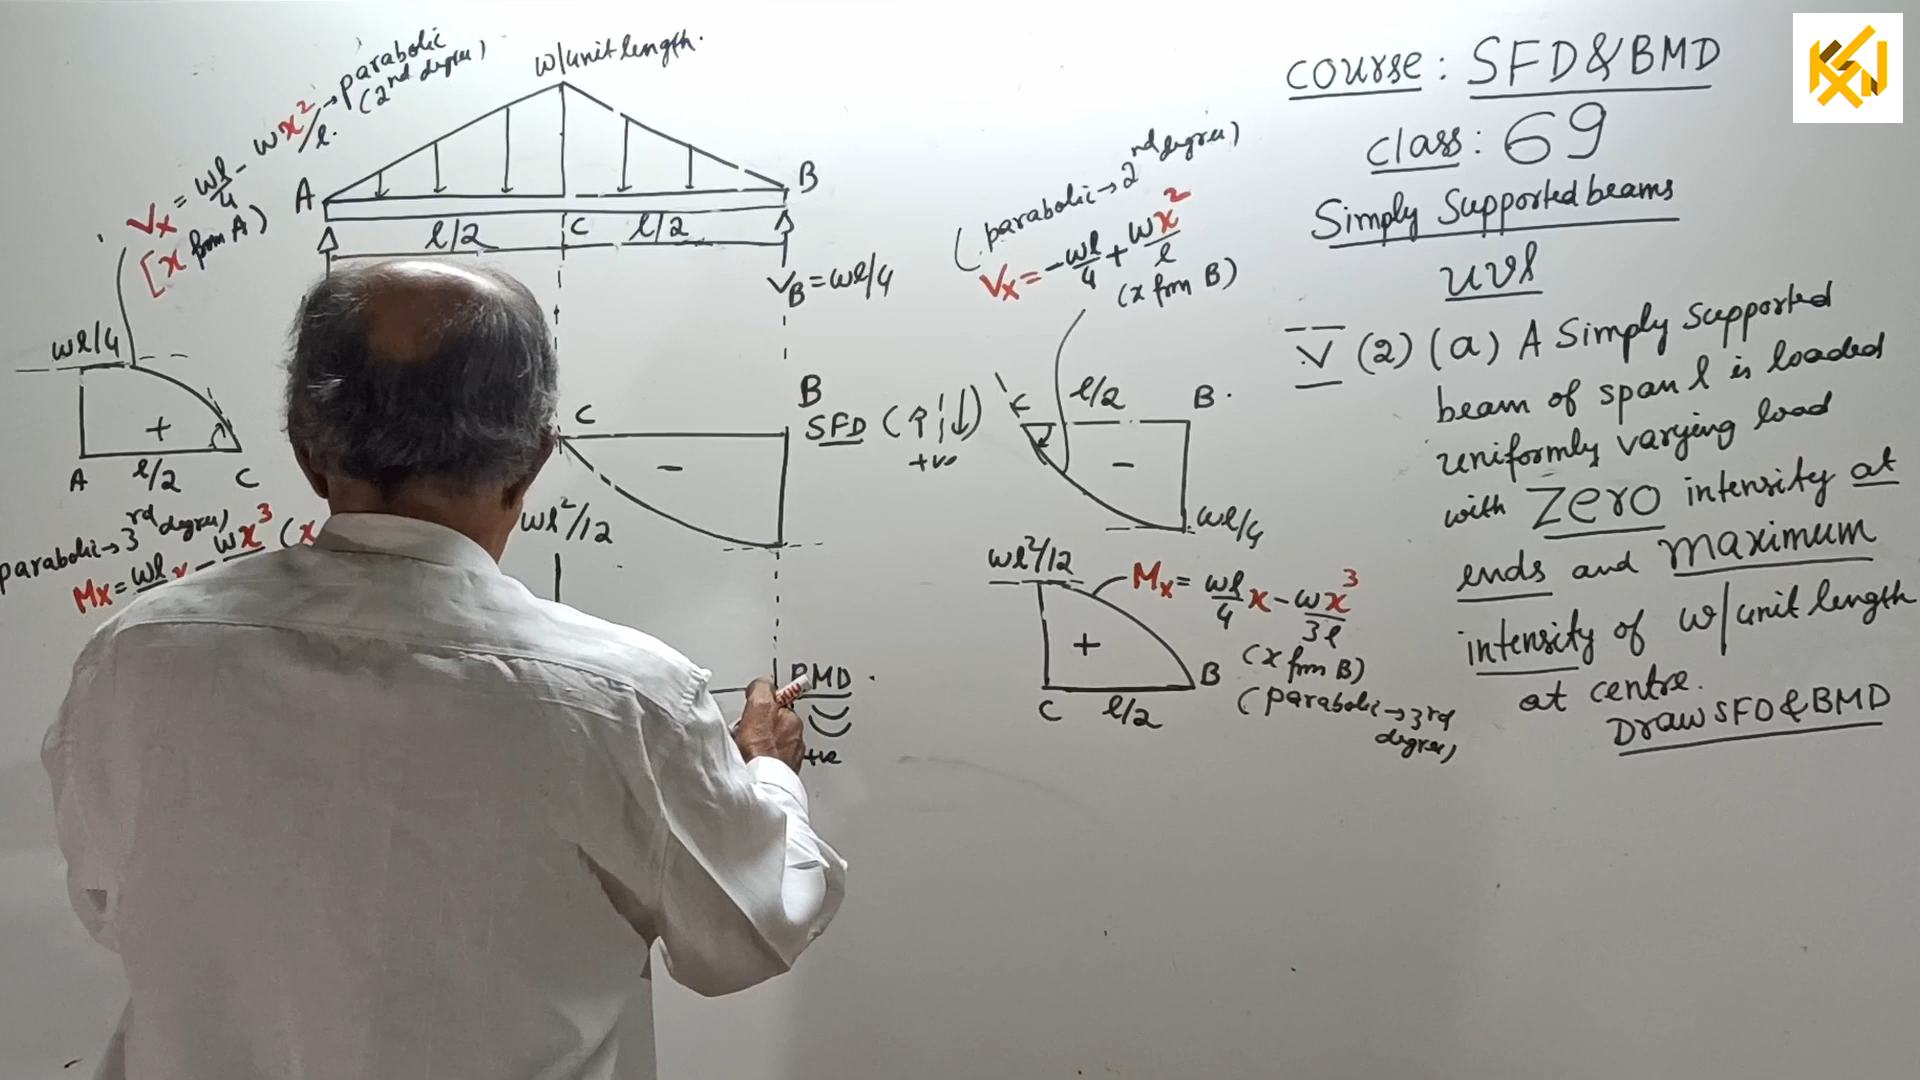 w/unit length.
parabolic
(2nd degree)
Vx = wl/4 - wx²/l.
[x from A)
A
B
C
l/2
l/2
VB = wl/4
wl/4
+
A
l/2
C
parabolic→3rd degree)
Mx = wl x - wx³ (x
C
B
SFD (↑¦↓)
+ve
-
wl²/12
BMD
+ve
(parabolic→2nd degree)
Vx = -wl/4 + wx²/l
(x from B)
C
l/2
B.
-
wl/4
wl²/12
Mx = wl/4 x - wx³/3l
(x from B)
(parabolic→3rd
degree)
+
C
l/2
B
course: SFD&BMD
class: 69
Simply Supported beams
uvl
V (2) (a) A Simply Supported
beam of span l is loaded
uniformly varying load
with Zero intensity at
ends and maximum
intensity of w/unit length
at centre.
Draw SFD&BMD